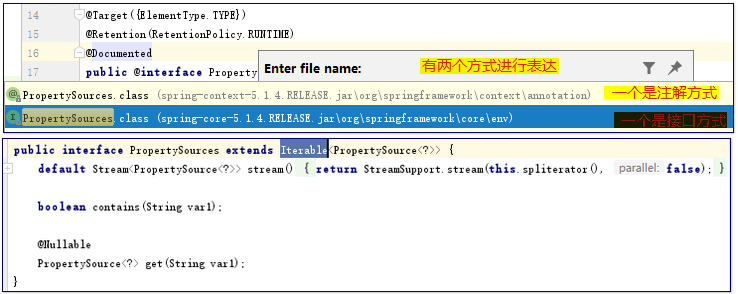 14 @Target({ElementType.TYPE})
15 @Retention(RetentionPolicy.RUNTIME)
16 @Documented
17 public @interface Property
Enter file name:
有两个方式进行表达
PropertySources.class (spring-context-5.1.4.RELEASE.jar\org\springframework\context\annotation)
一个是注解方式
PropertySources.class (spring-core-5.1.4.RELEASE.jar\org\springframework\core\env)
一个是接口方式
public interface PropertySources extends Iterable<PropertySource<?>> {
default Stream<PropertySource<?>> stream() { return StreamSupport.stream(this.spliterator(), parallel: false); }
boolean contains(String var1);
@Nullable
PropertySource<?> get(String var1);
}